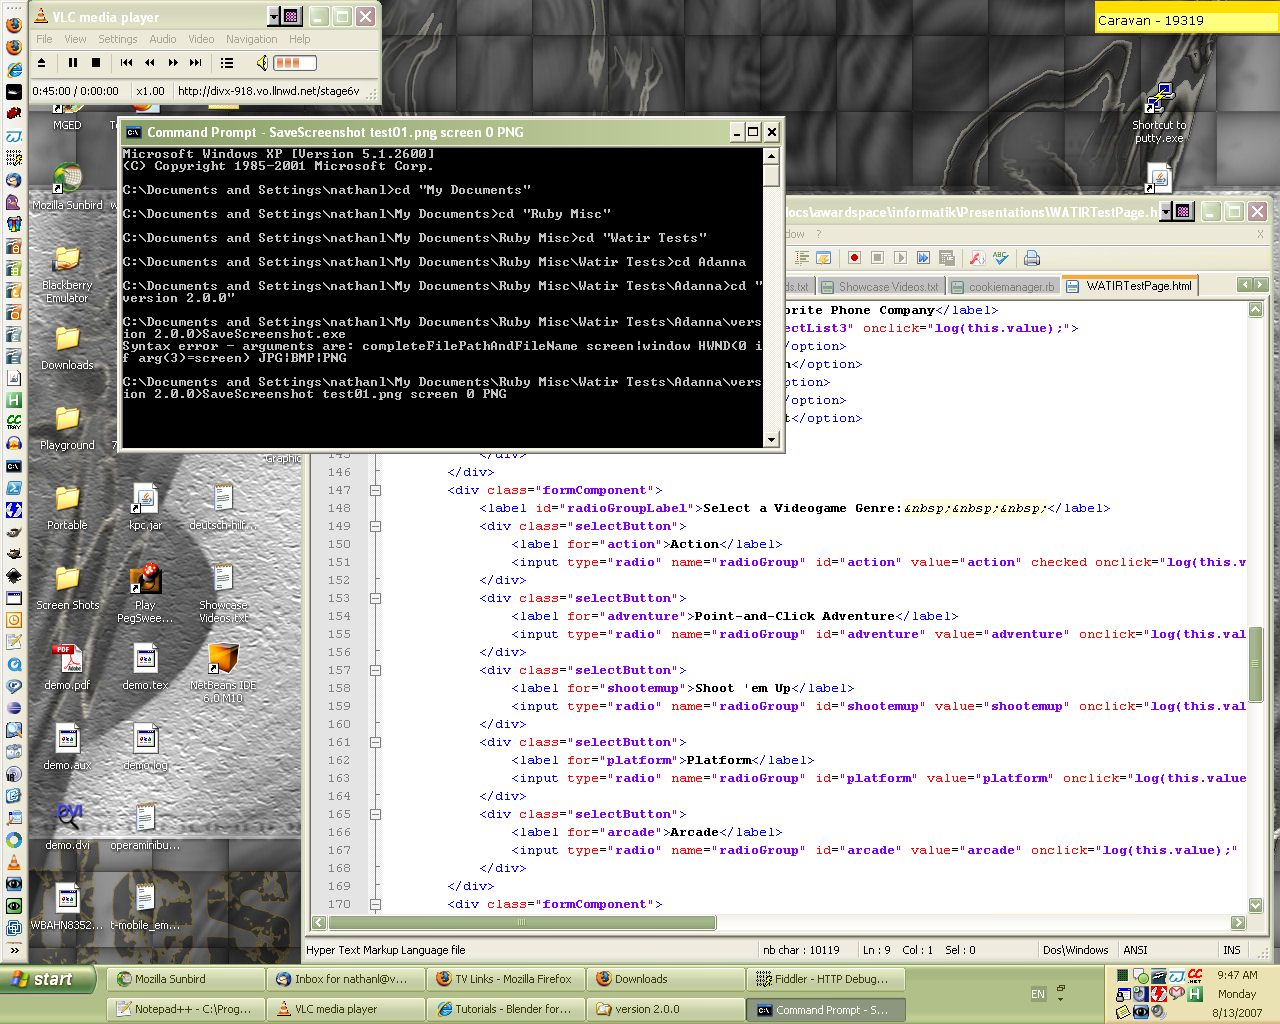 VLC media player
File View Settings Audio Video Navigation Help
0:45:00 / 0:00:00 x1.00 http://divx-918.vo.llnwd.net/stage6v
Caravan - 19319
MGED
Shortcut to
putty.exe
Command Prompt - SaveScreenshot test01.png screen 0 PNG
Microsoft Windows XP [Version 5.1.2600]
(C) Copyright 1985-2001 Microsoft Corp.
C:\Documents and Settings\nathanl>cd "My Documents"
C:\Documents and Settings\nathanl\My Documents>cd "Ruby Misc"
C:\Documents and Settings\nathanl\My Documents\Ruby Misc>cd "Watir Tests"
C:\Documents and Settings\nathanl\My Documents\Ruby Misc\Watir Tests>cd Adanna
C:\Documents and Settings\nathanl\My Documents\Ruby Misc\Watir Tests\Adanna>cd "
version 2.0.0"
C:\Documents and Settings\nathanl\My Documents\Ruby Misc\Watir Tests\Adanna\vers
ion 2.0.0>SaveScreenshot.exe
Syntax error - arguments are: completeFilePathAndFileName screen|window HWND(0 i
f arg(3)=screen) JPG|BMP|PNG
C:\Documents and Settings\nathanl\My Documents\Ruby Misc\Watir Tests\Adanna\vers
ion 2.0.0>SaveScreenshot test01.png screen 0 PNG
Mozilla Sunbird
Blackberry
Emulator
Downloads
Playground
Portable
kpc.jar
deutsch-hilf...
Screen Shots
Play
PegSwee...
Showcase
Videos.txt
demo.pdf
demo.tex
NetBeans IDE
6.0 M10
demo.aux
demo.log
demo.dvi
operaminibu...
WBAHN8352...
t-mobile_em...
docs\awardspace\informatik\Presentations\WATIRTestPage.h
dow ?
X
ds.txt Showcase Videos.txt cookiemanager.rb WATIRTestPage.html
orite Phone Company</label>
ectList3" onclick="log(this.value);">
</option>
n</option>
option>
</option>
t</option>
145 </div>
146 </div>
147 <div class="formComponent">
148 <label id="radioGroupLabel">Select a Videogame Genre:&nbsp;&nbsp;&nbsp;</label>
149 <div class="selectButton">
150 <label for="action">Action</label>
151 <input type="radio" name="radioGroup" id="action" value="action" checked onclick="log(this.v
152 </div>
153 <div class="selectButton">
154 <label for="adventure">Point-and-Click Adventure</label>
155 <input type="radio" name="radioGroup" id="adventure" value="adventure" onclick="log(this.val
156 </div>
157 <div class="selectButton">
158 <label for="shootemup">Shoot 'em Up</label>
159 <input type="radio" name="radioGroup" id="shootemup" value="shootemup" onclick="log(this.val
160 </div>
161 <div class="selectButton">
162 <label for="platform">Platform</label>
163 <input type="radio" name="radioGroup" id="platform" value="platform" onclick="log(this.value
164 </div>
165 <div class="selectButton">
166 <label for="arcade">Arcade</label>
167 <input type="radio" name="radioGroup" id="arcade" value="arcade" onclick="log(this.value);"
168 </div>
169 </div>
170 <div class="formComponent">
Hyper Text Markup Language file nb char : 10119 Ln : 9 Col : 1 Sel : 0 Dos\Windows ANSI INS
start
Mozilla Sunbird Inbox for nathanl@v... TV Links - Mozilla Firefox Downloads Fiddler - HTTP Debug...
Notepad++ - C:\Prog... VLC media player Tutorials - Blender for... version 2.0.0 Command Prompt - S...
EN
9:47 AM
Monday
8/13/2007